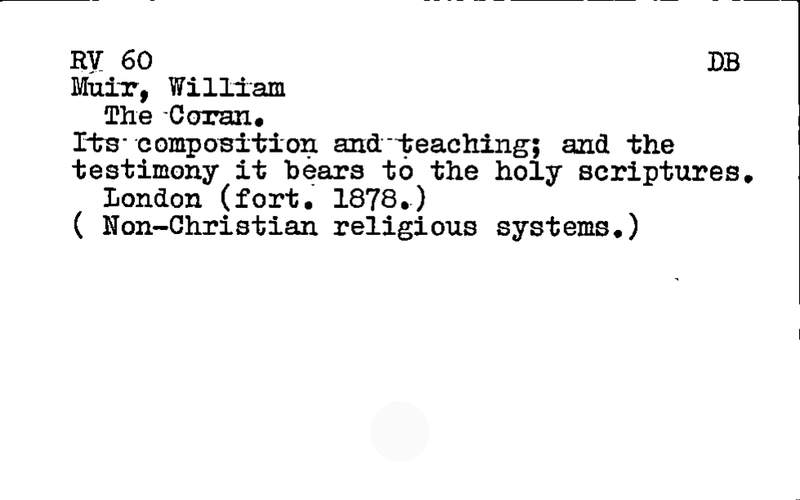 RV 60 DB
Muir, William
The Coran.
Its composition and teaching; and the
testimony it bears to the holy scriptures.
London (fort. 1878.)
( Non-Christian religious systems.)